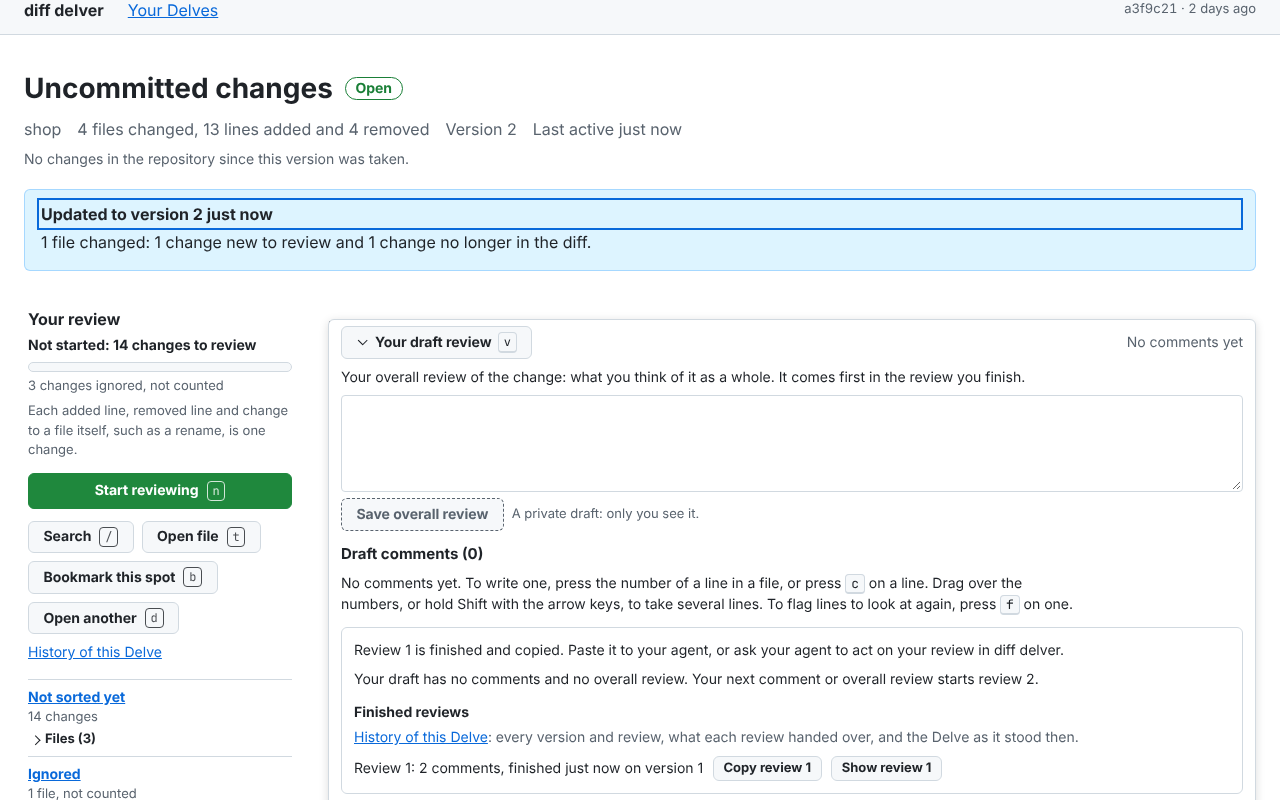 diff delver Your Delves a3f9c21 · 2 days ago
Uncommitted changes Open
shop 4 files changed, 13 lines added and 4 removed Version 2 Last active just now
No changes in the repository since this version was taken.
Updated to version 2 just now
1 file changed: 1 change new to review and 1 change no longer in the diff.
Your review
Not started: 14 changes to review
3 changes ignored, not counted
Each added line, removed line and change
to a file itself, such as a rename, is one
change.
Start reviewing n
Search / Open file t
Bookmark this spot b
Open another d
History of this Delve
Not sorted yet
14 changes
Files (3)
Ignored
1 file, not counted
Your draft review v No comments yet
Your overall review of the change: what you think of it as a whole. It comes first in the review you finish.
Save overall review A private draft: only you see it.
Draft comments (0)
No comments yet. To write one, press the number of a line in a file, or press c on a line. Drag over the
numbers, or hold Shift with the arrow keys, to take several lines. To flag lines to look at again, press f on one.
Review 1 is finished and copied. Paste it to your agent, or ask your agent to act on your review in diff delver.
Your draft has no comments and no overall review. Your next comment or overall review starts review 2.
Finished reviews
History of this Delve: every version and review, what each review handed over, and the Delve as it stood then.
Review 1: 2 comments, finished just now on version 1 Copy review 1 Show review 1